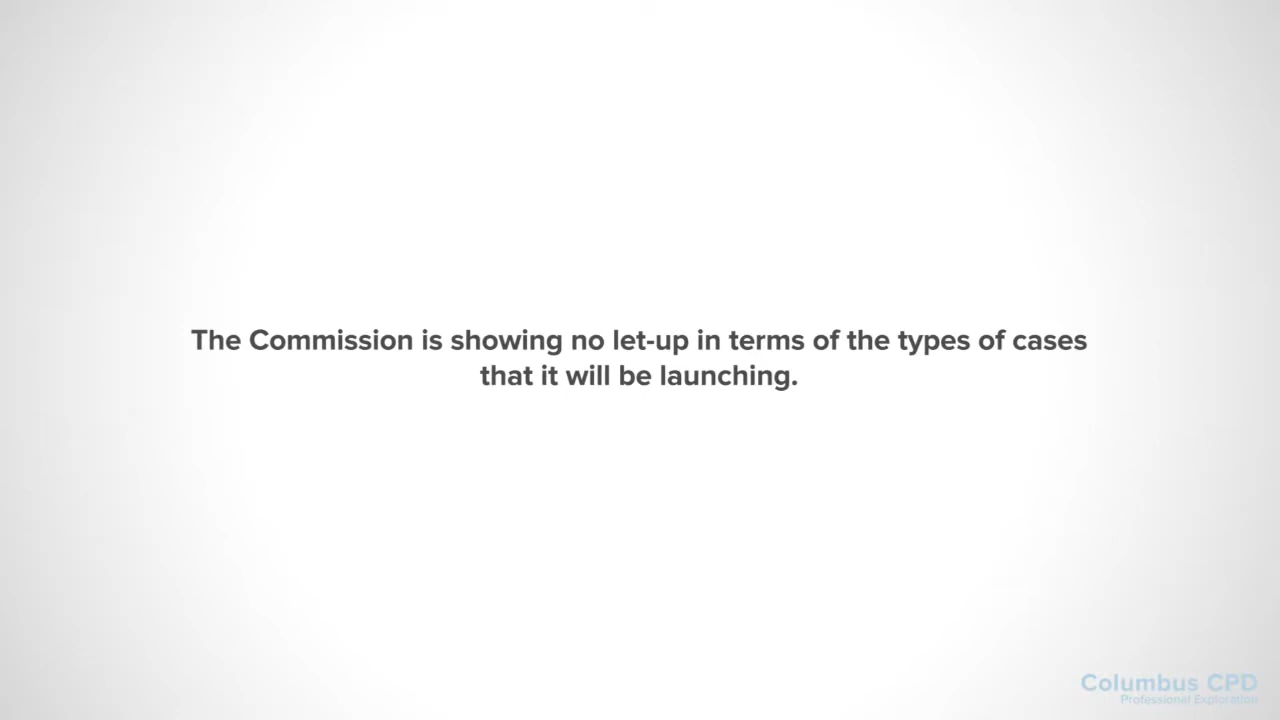 The Commission is showing no let-up in terms of the types of cases
that it will be launching.
Columbus CPD
Professional Exploration